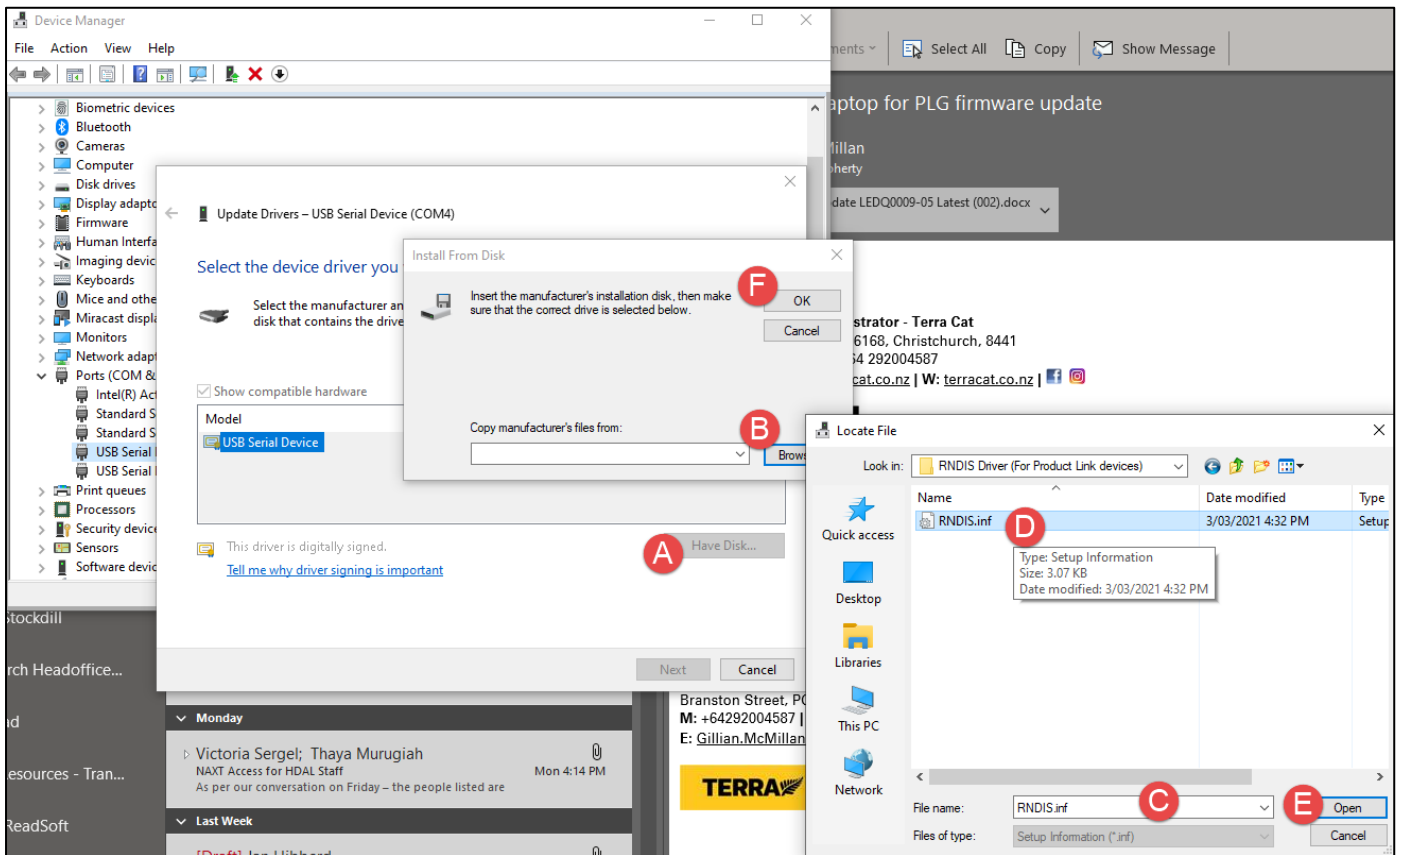 Device Manager
File Action View Help
Biometric devices
Bluetooth
Cameras
Computer
Disk drives
Display adapto
Firmware
Human Interfa
Imaging devic
Keyboards
Mice and othe
Miracast displa
Monitors
Network adapt
Ports (COM &
Intel(R) Act
Standard S
Standard S
USB Serial
USB Serial
Print queues
Processors
Security device
Sensors
Software devic
Update Drivers – USB Serial Device (COM4)
Select the device driver you
Select the manufacturer an
disk that contains the drive
Show compatible hardware
Model
USB Serial Device
This driver is digitally signed.
Tell me why driver signing is important
A
Have Disk...
Next Cancel
Install From Disk
Insert the manufacturer's installation disk, then make
sure that the correct drive is selected below.
F
OK
Cancel
Copy manufacturer's files from:
B
Brows
ments Select All Copy Show Message
aptop for PLG firmware update
Millan
oherty
date LEDQ0009-05 Latest (002).docx
strator - Terra Cat
6168, Christchurch, 8441
64 292004587
cat.co.nz | W: terracat.co.nz |
Locate File
Look in: RNDIS Driver (For Product Link devices)
Name Date modified Type
RNDIS.inf D 3/03/2021 4:32 PM Setup
Type: Setup Information
Size: 3.07 KB
Date modified: 3/03/2021 4:32 PM
Quick access
Desktop
Libraries
This PC
Network
File name: RNDIS.inf C E Open
Files of type: Setup Information (*.inf) Cancel
Stockdill
rch Headoffice...
ad
esources - Tran...
ReadSoft
Monday
Victoria Sergel; Thaya Murugiah
NAXT Access for HDAL Staff Mon 4:14 PM
As per our conversation on Friday – the people listed are
Last Week
[Draft] Jan Hibbard
Branston Street, PO
M: +64292004587 |
E: Gillian.McMillan
TERRA